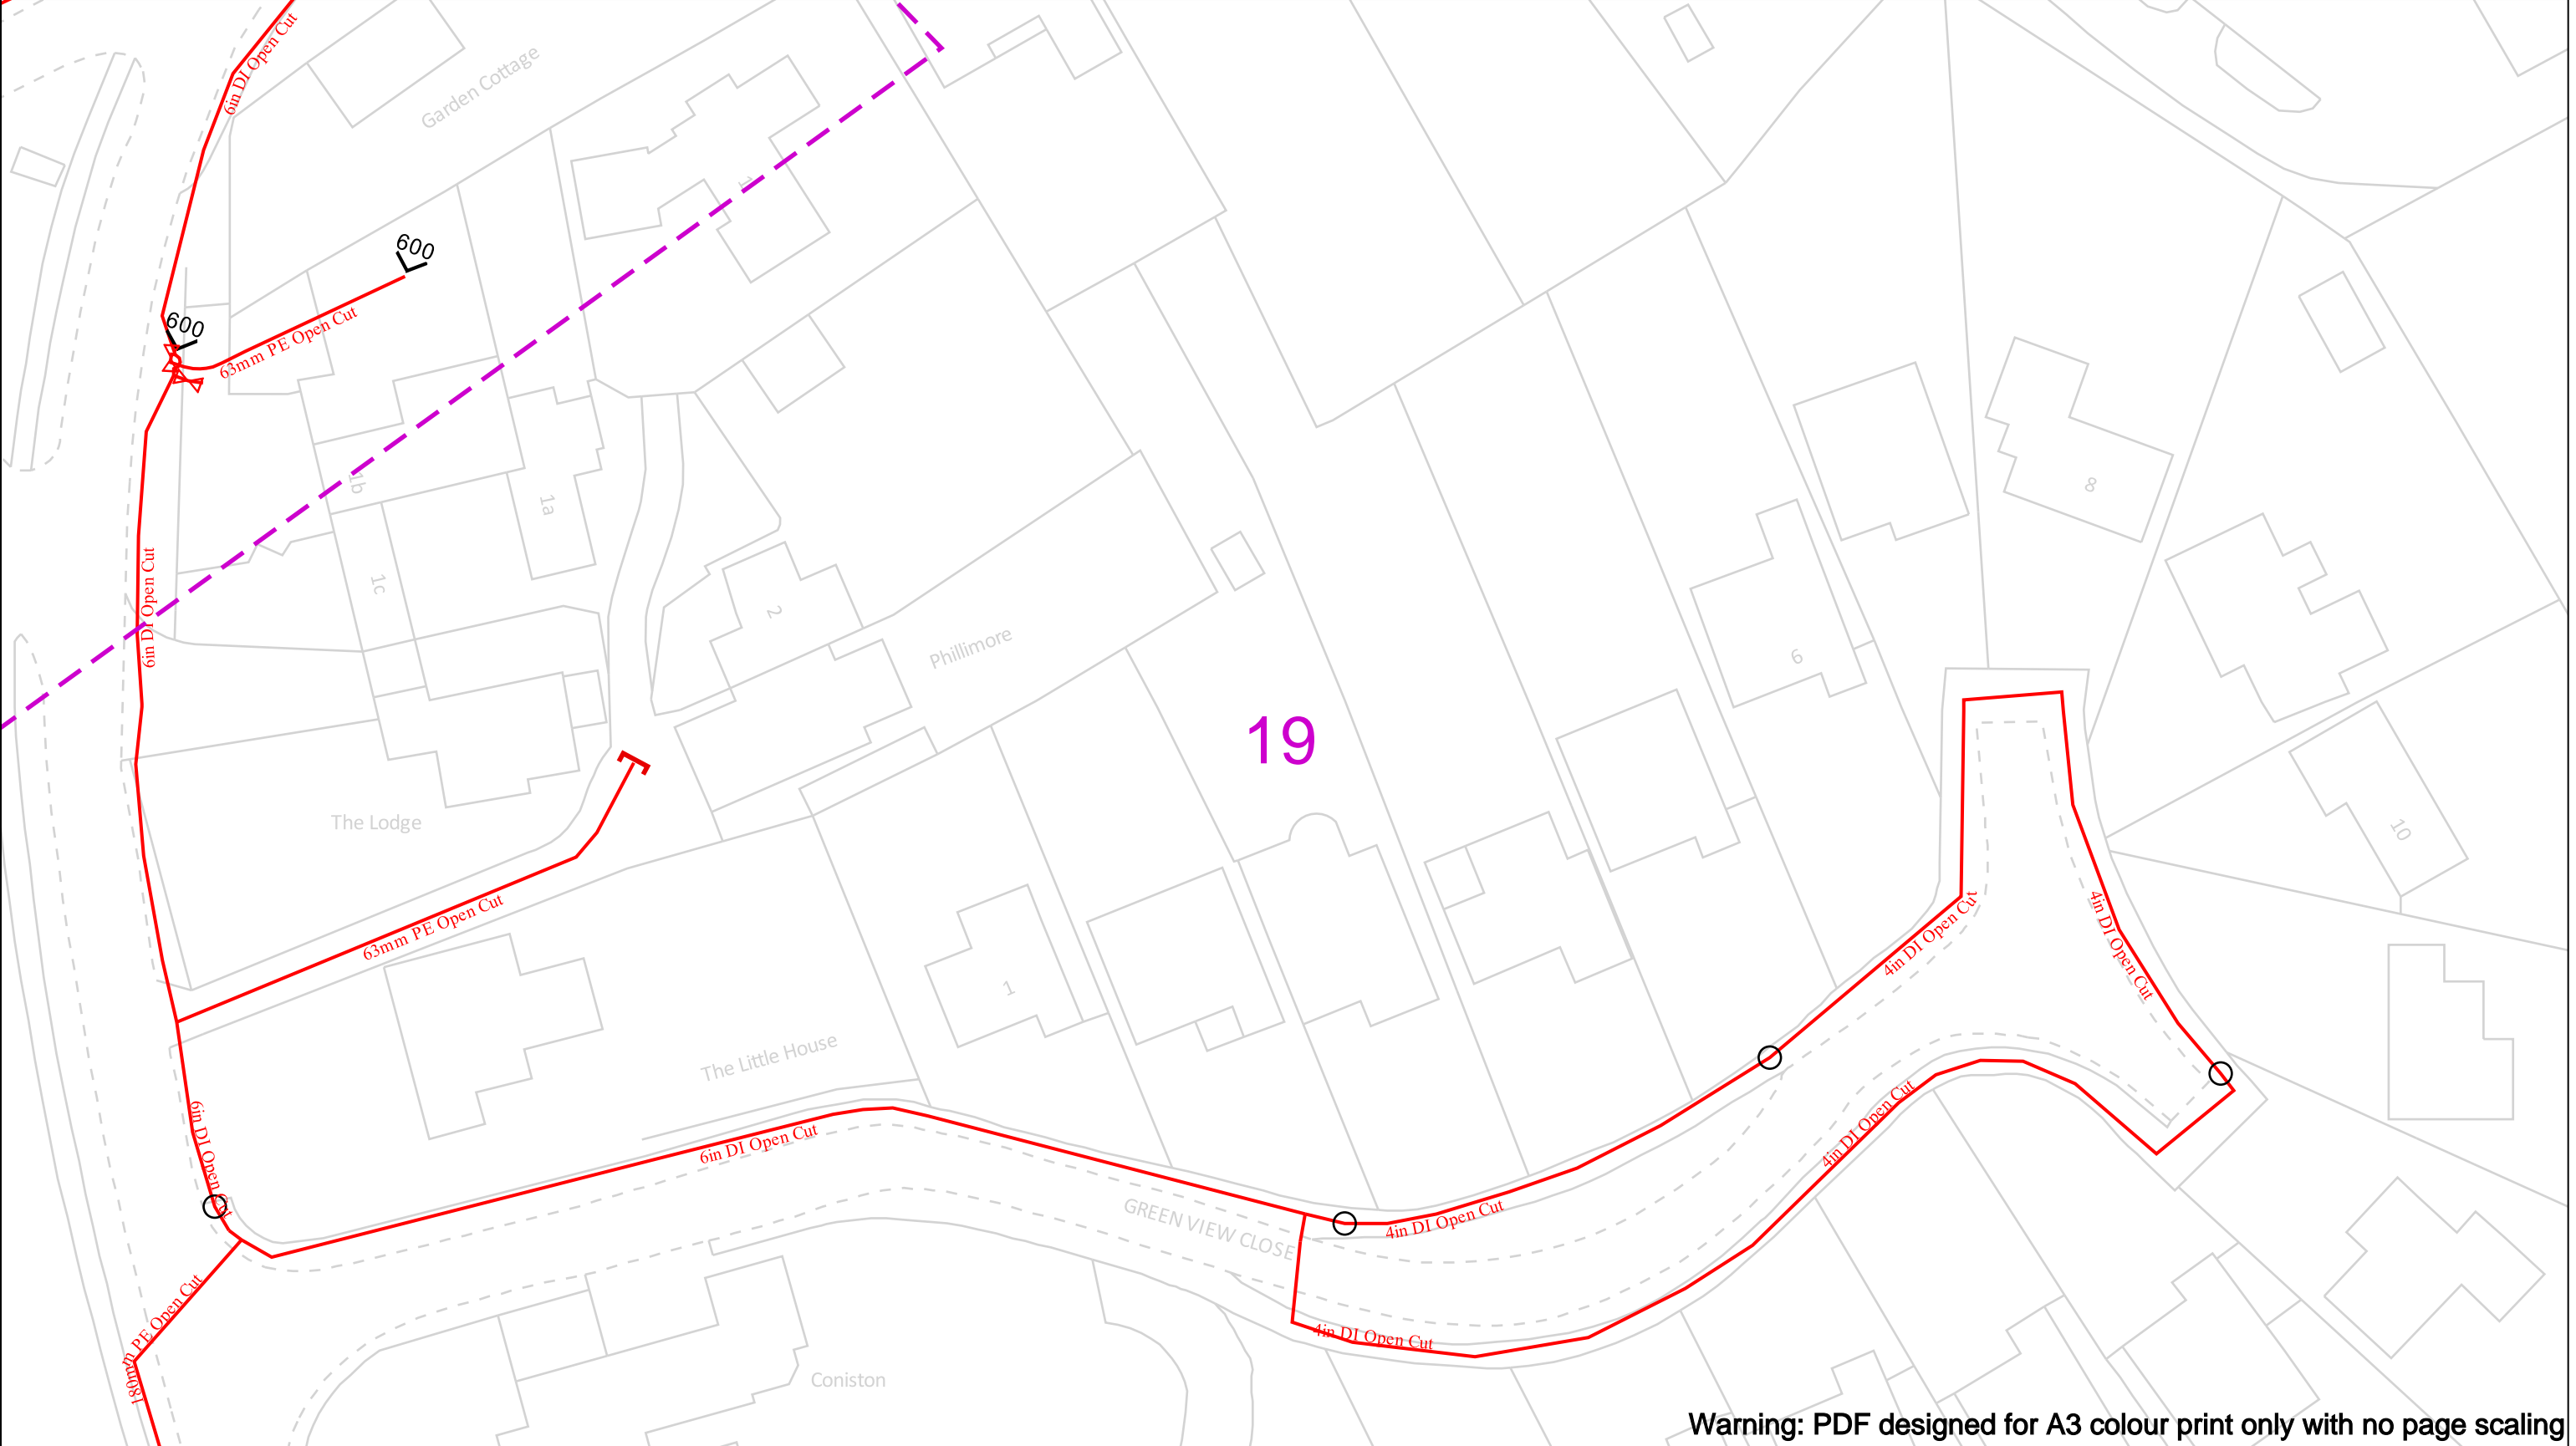 6in DI Open Cut
Garden Cottage
1
600
600
63mm PE Open Cut
1b
1a
8
6in DI Open Cut
1c
2
Phillimore
6
19
The Lodge
10
63mm PE Open Cut
4in DI Open Cut
4in DI Open Cut
1
The Little House
6in DI Open Cut
6in DI Open Cut
4in DI Open Cut
GREEN VIEW CLOSE
4in DI Open Cut
4in DI Open Cut
180mm PE Open Cut
Coniston
Warning: PDF designed for A3 colour print only with no page scaling